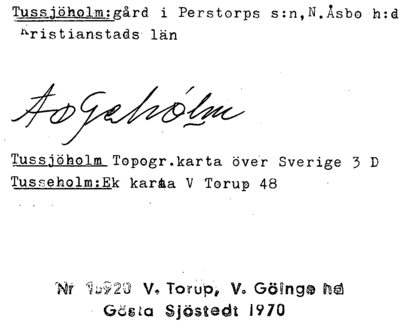 Tussjöholm: gård i Perstorps s:n, N.Åsbo h:d
Kristianstads län
Tussjöholm Topogr.karta över Sverige 3 D
Tusseholm: Ek karta V Torup 48
Nr V. Torup, V. Göinge hd
Gösta Sjöstedt 1970